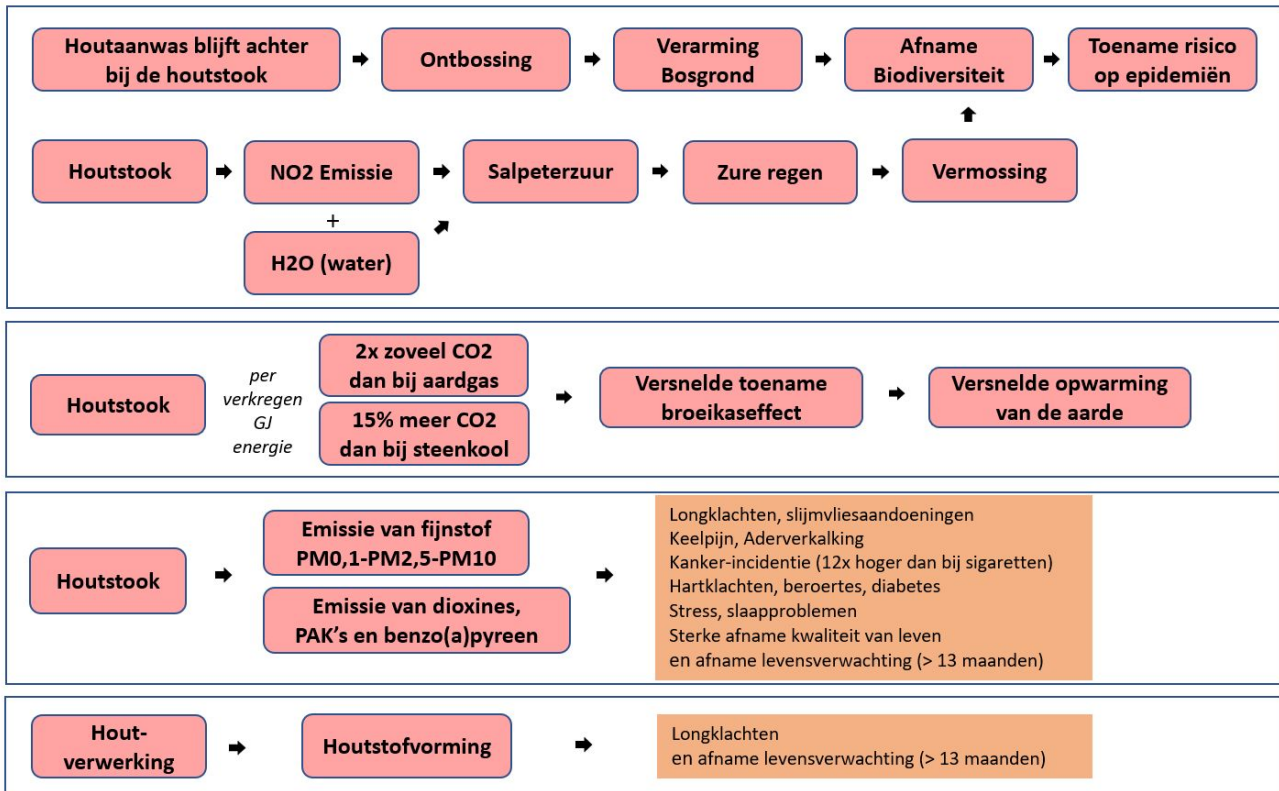 Houtaanwas blijft achter
bij de houtstook
Ontbossing
Verarming
Bosgrond
Afname
Biodiversiteit
Toename risico
op epidemiën
Houtstook
NO2 Emissie
+
H2O (water)
Salpeterzuur
Zure regen
Vermossing
Houtstook
per
verkregen
GJ
energie
2x zoveel CO2
dan bij aardgas
15% meer CO2
dan bij steenkool
Versnelde toename
broeikaseffect
Versnelde opwarming
van de aarde
Houtstook
Emissie van fijnstof
PM0,1-PM2,5-PM10
Emissie van dioxines,
PAK's en benzo(a)pyreen
Longklachten, slijmvliesaandoeningen
Keelpijn, Aderverkalking
Kanker-incidentie (12x hoger dan bij sigaretten)
Hartklachten, beroertes, diabetes
Stress, slaapproblemen
Sterke afname kwaliteit van leven
en afname levensverwachting (> 13 maanden)
Hout-
verwerking
Houtstofvorming
Longklachten
en afname levensverwachting (> 13 maanden)